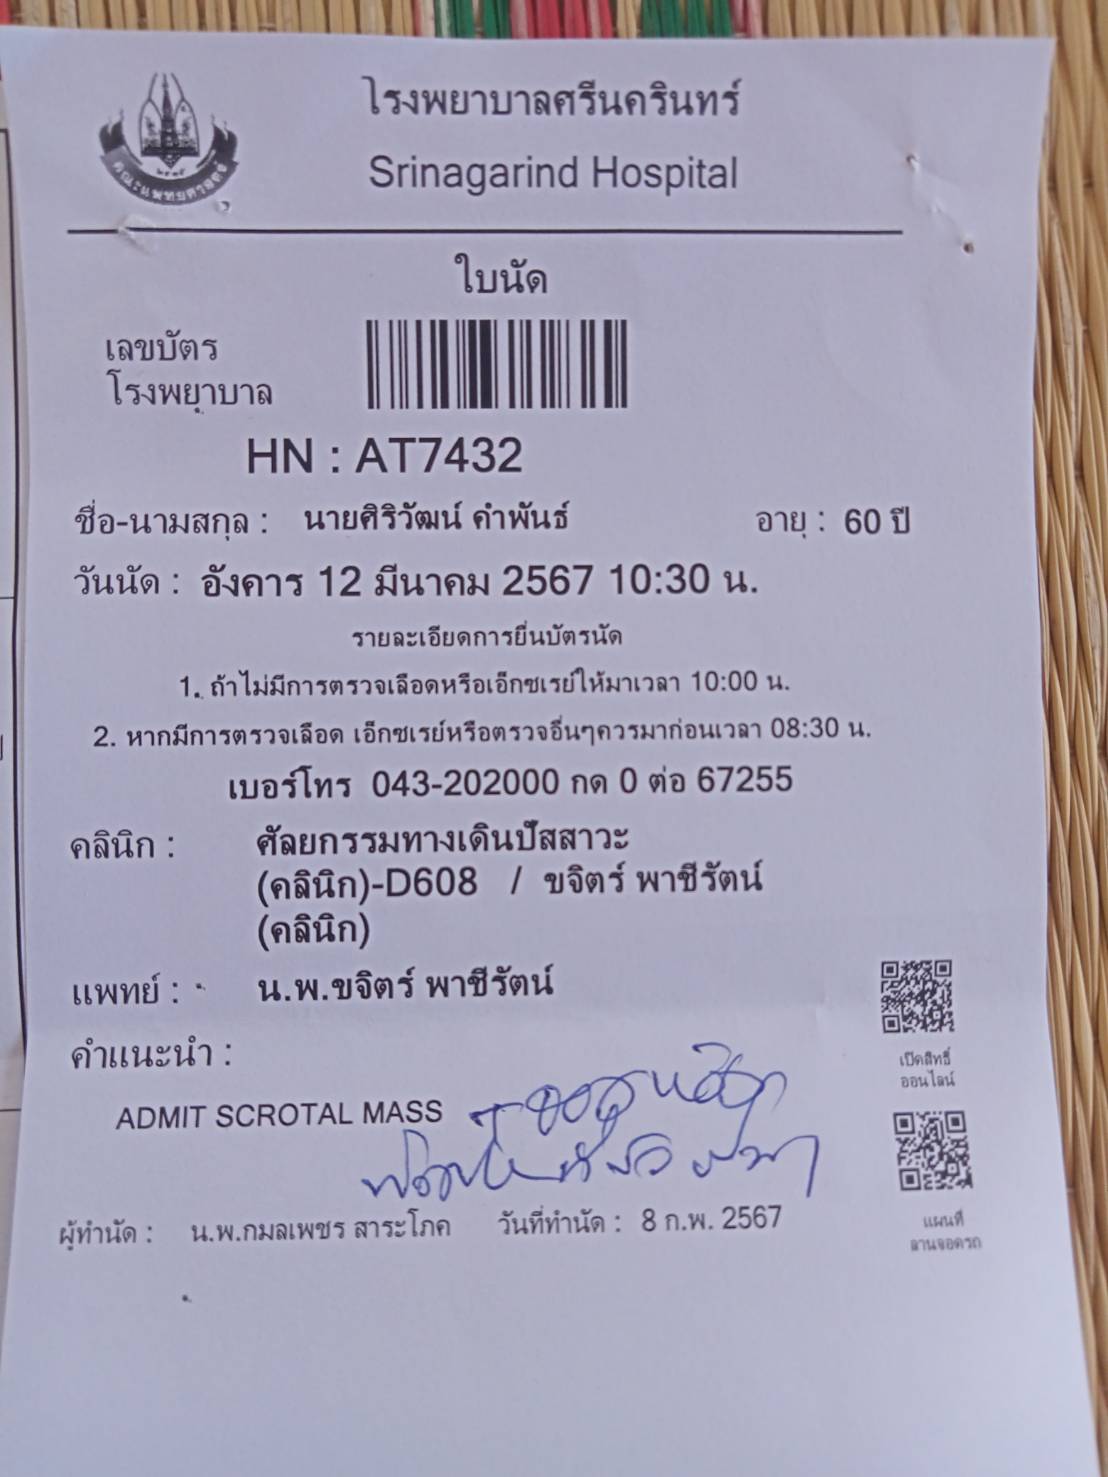 คณะแพทยศาสตร์
โรงพยาบาลศรีนครินทร์
Srinagarind Hospital
ใบนัด
เลขบัตร
โรงพยาบาล
HN : AT7432
ชื่อ-นามสกุล : นายศิริวัฒน์ คำพันธ์ อายุ : 60 ปี
วันนัด : อังคาร 12 มีนาคม 2567 10:30 น.
รายละเอียดการยื่นบัตรนัด
1. ถ้าไม่มีการตรวจเลือดหรือเอ็กซเรย์ให้มาเวลา 10:00 น.
2. หากมีการตรวจเลือด เอ็กซเรย์หรือตรวจอื่นๆควรมาก่อนเวลา 08:30 น.
เบอร์โทร 043-202000 กด 0 ต่อ 67255
คลินิก : ศัลยกรรมทางเดินปัสสาวะ
(คลินิก)-D608 / ขจิตร์ พาชีรัตน์
(คลินิก)
แพทย์ : น.พ.ขจิตร์ พาชีรัตน์
คำแนะนำ :
ADMIT SCROTAL MASS
ผู้ทำนัด : น.พ.กมลเพชร สาระโภค วันที่ทำนัด : 8 ก.พ. 2567
เปิดสิทธิ์
ออนไลน์
แผนที่
ลานจอดรถ